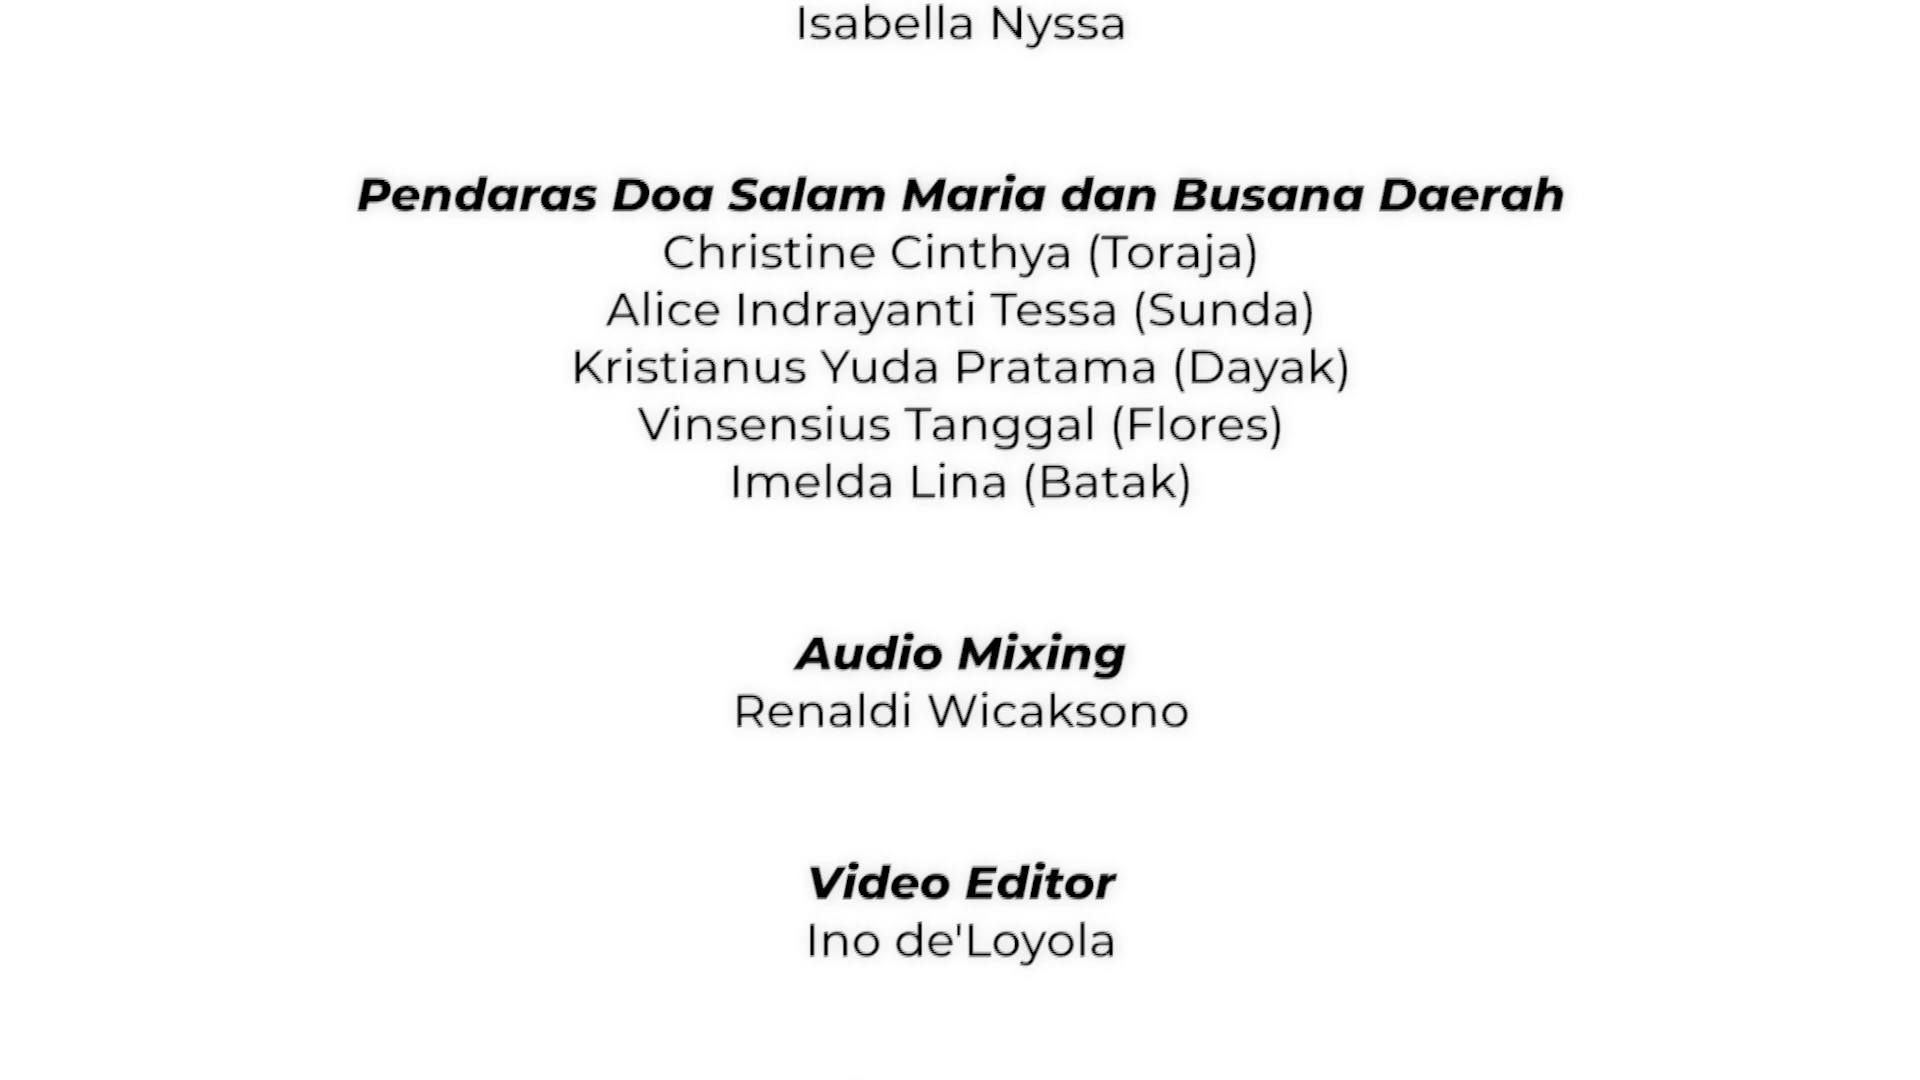 Isabella Nyssa
Pendaras Doa Salam Maria dan Busana Daerah
Christine Cinthya (Toraja)
Alice Indrayanti Tessa (Sunda)
Kristianus Yuda Pratama (Dayak)
Vinsensius Tanggal (Flores)
Imelda Lina (Batak)
Audio Mixing
Renaldi Wicaksono
Video Editor
Ino de'Loyola